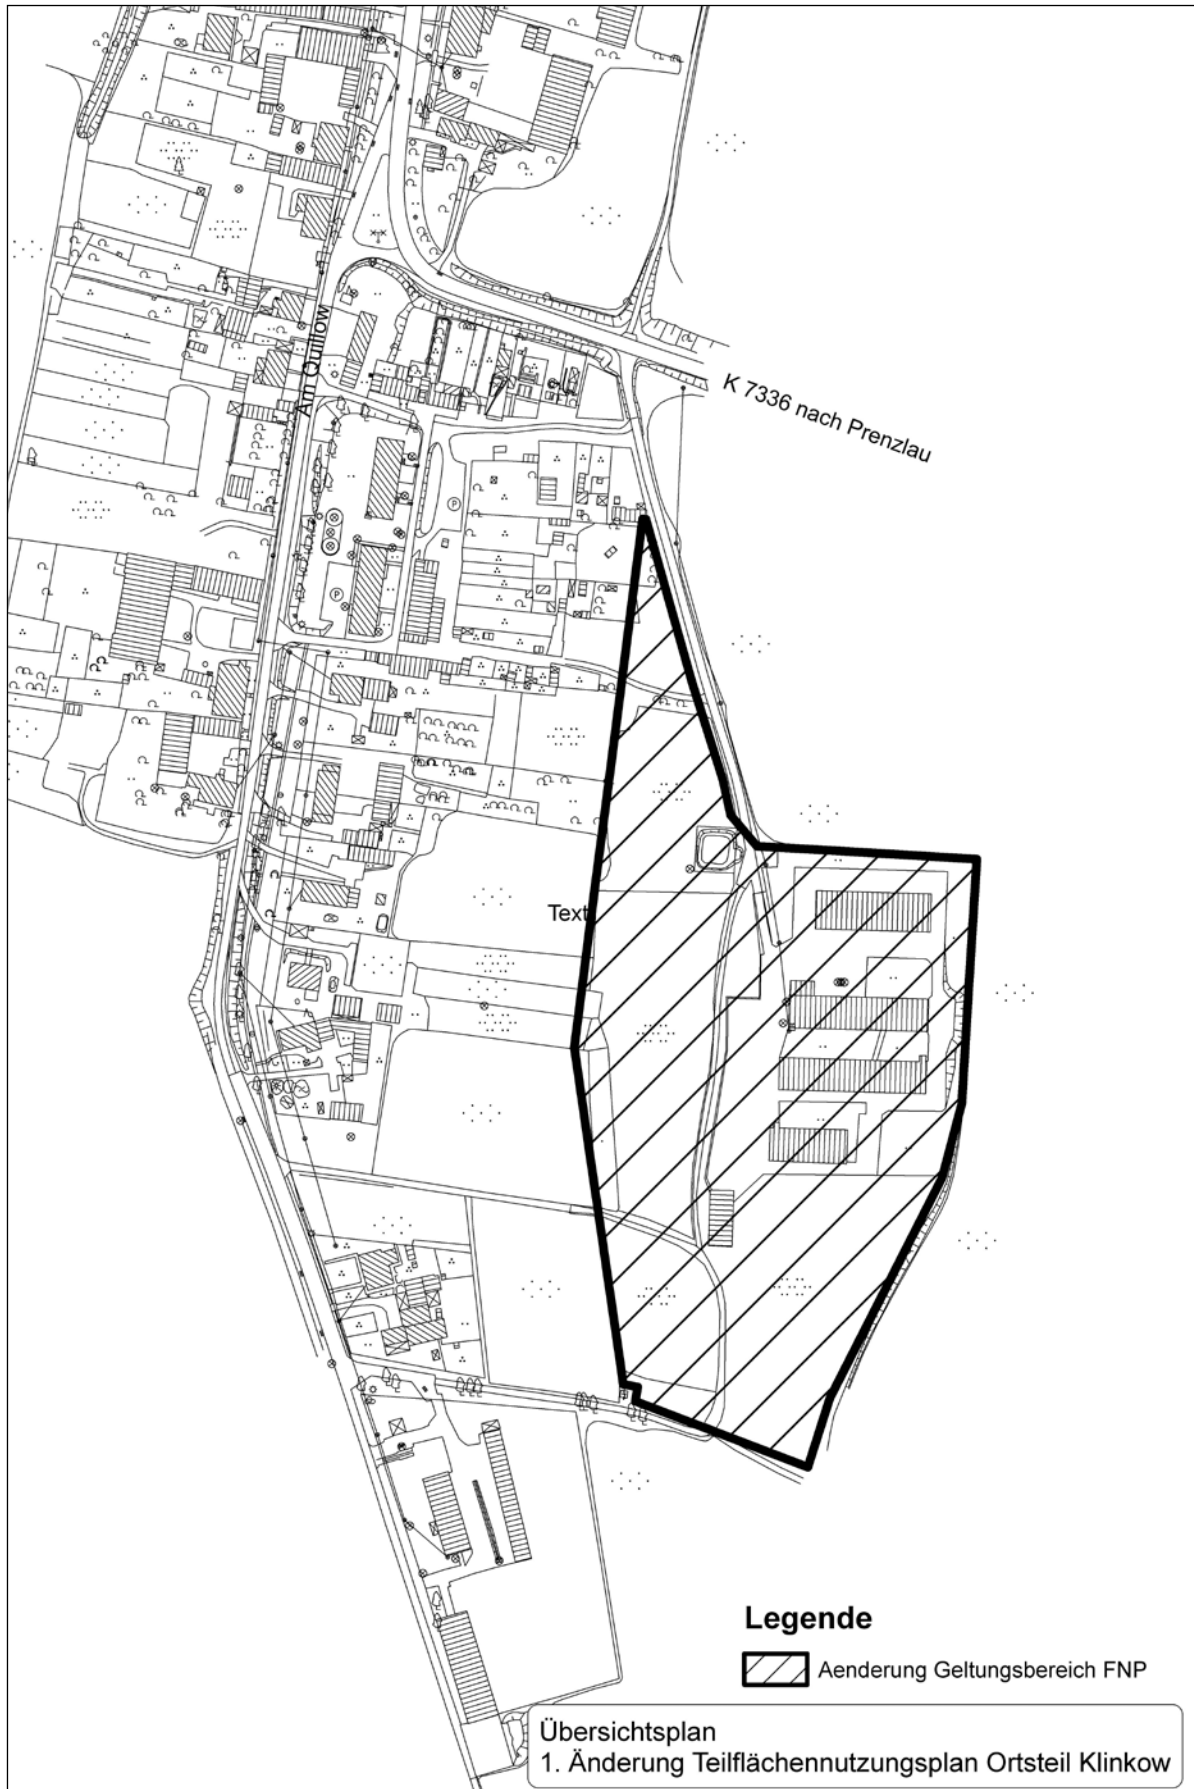 Am Quillow
K 7336 nach Prenzlau
P
P
Text
Legende
Aenderung Geltungsbereich FNP
Übersichtsplan
1. Änderung Teilflächennutzungsplan Ortsteil Klinkow